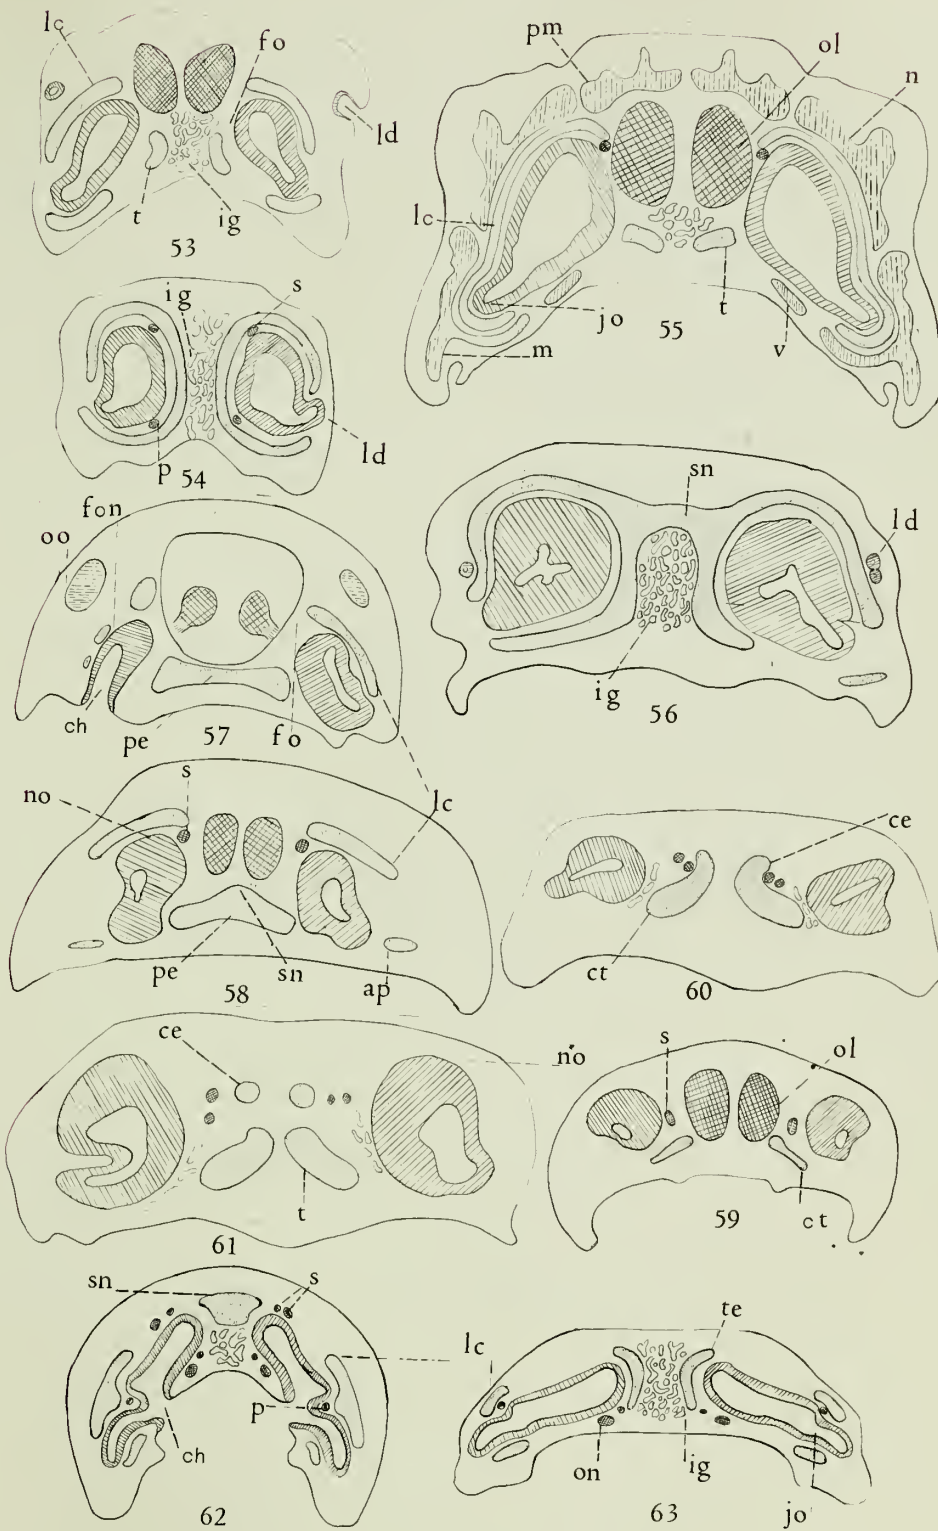 lc
fo
ld
t
ig
53
pm
ol
n
lc
jo
t
m
v
55
ig
s
p
ld
54
sn
ld
ig
56
oo
fon
ch
pe
fo
57
lc
no
s
pe
sn
ap
58
ce
ct
60
ce
no
t
61
s
ol
ct
59
sn
s
lc
p
ch
62
te
on
ig
jo
63